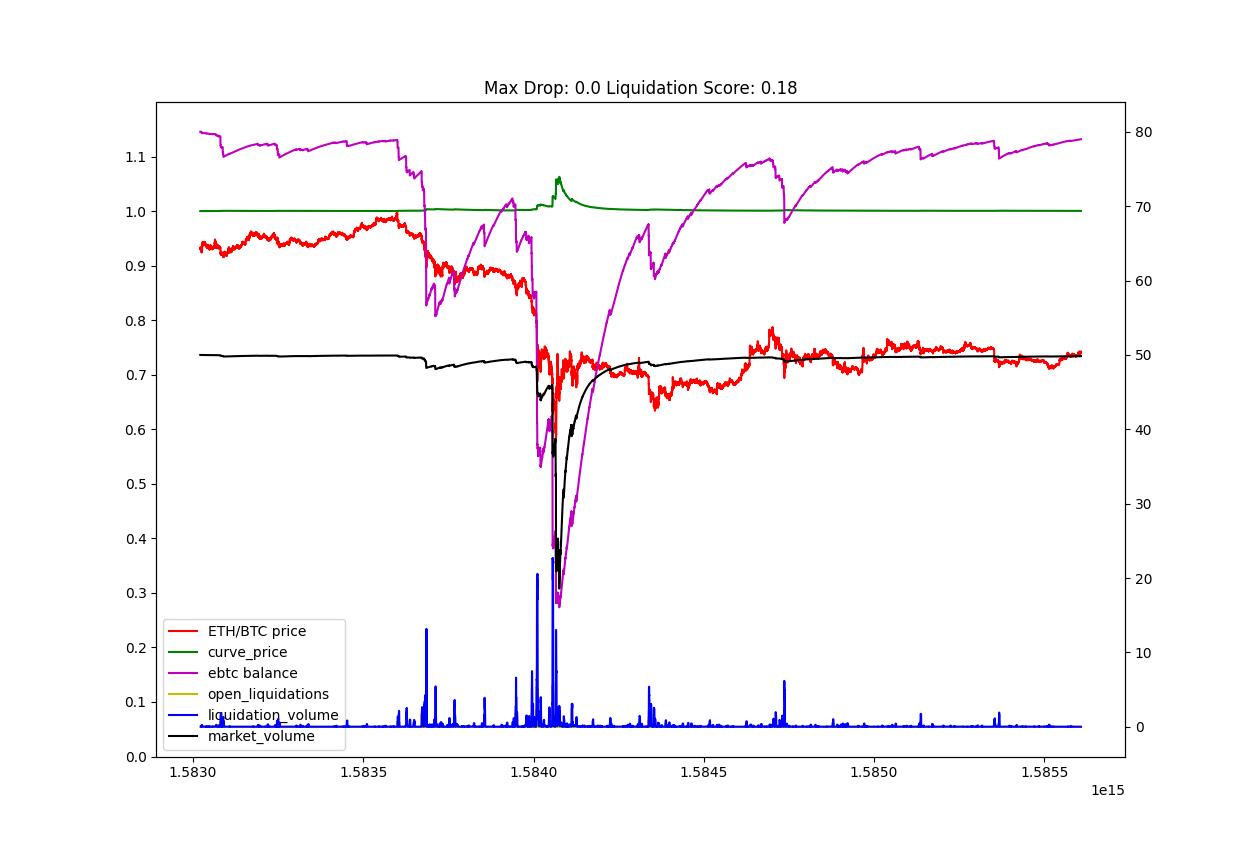 Max Drop: 0.0 Liquidation Score: 0.18
1.1
1.0
0.9
0.8
0.7
0.6
0.5
0.4
0.3
0.2
0.1
0.0
80
70
60
50
40
30
20
10
0
ETH/BTC price
curve_price
ebtc balance
open_liquidations
liquidation_volume
market_volume
1.5830 1.5835 1.5840 1.5845 1.5850 1.5855
1e15